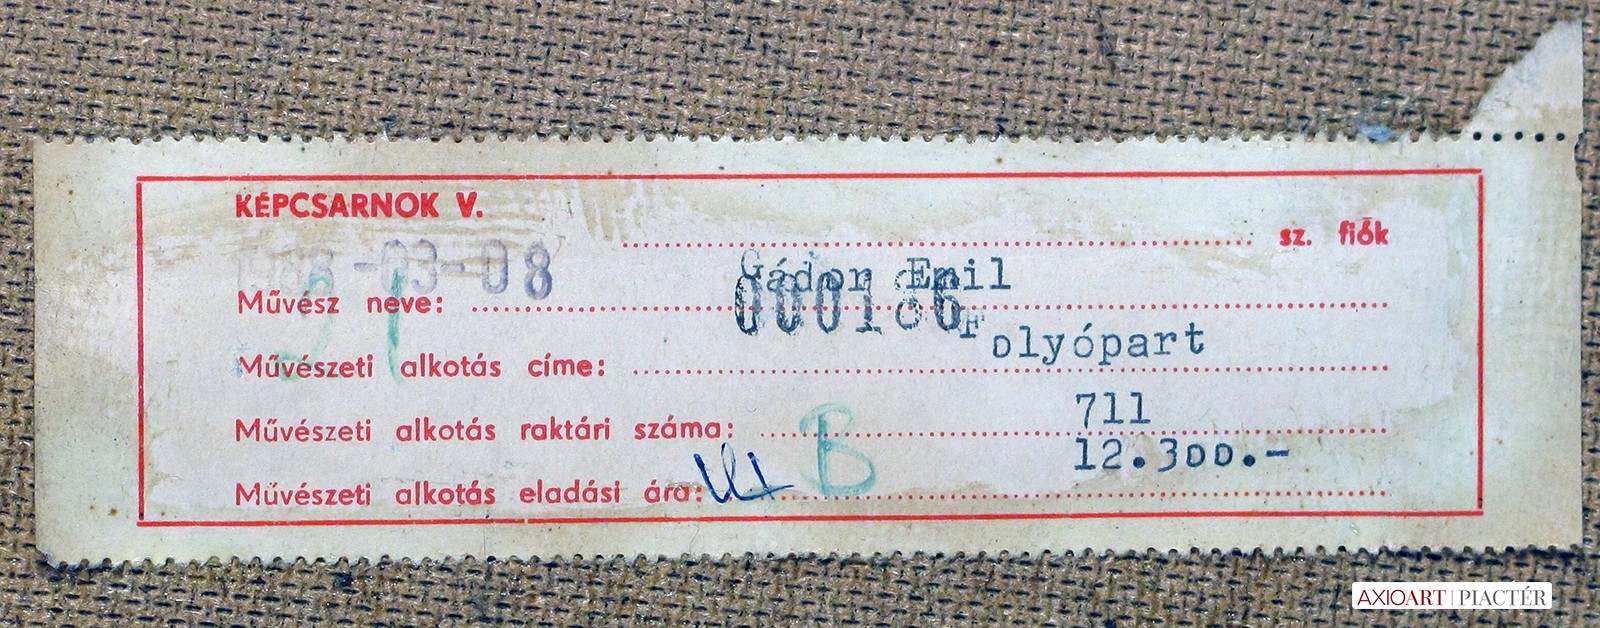 KÉPCSARNOK V.
sz. fiók
-03-08
Művész neve: Gádor Emil
000186
Művészeti alkotás címe: Folyópart
Művészeti alkotás raktári száma: 711
B
Művészeti alkotás eladási ára: 12.300.-
AXIOART | PIACTÉR